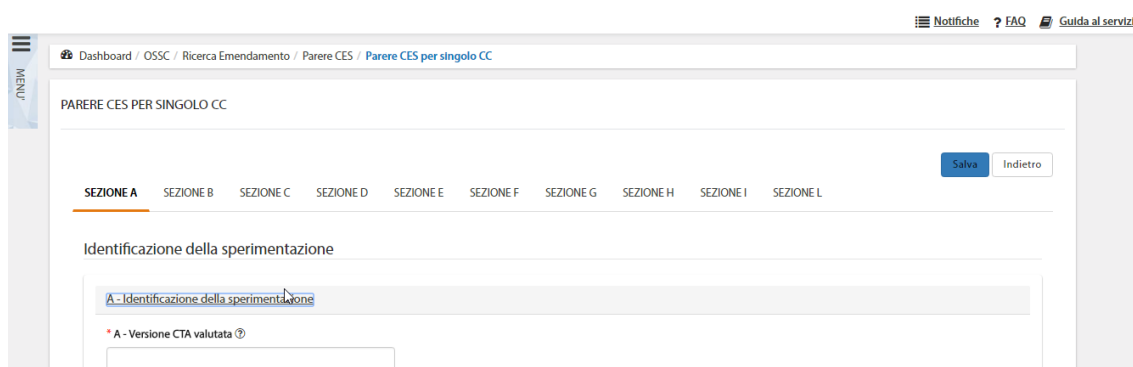 Notifiche ? FAQ Guida al servizi
MENU'
Dashboard / OSSC / Ricerca Emendamento / Parere CES / Parere CES per singolo CC
PARERE CES PER SINGOLO CC
Salva Indietro
SEZIONE A SEZIONE B SEZIONE C SEZIONE D SEZIONE E SEZIONE F SEZIONE G SEZIONE H SEZIONE I SEZIONE L
Identificazione della sperimentazione
A - Identificazione della sperimentazione
* A - Versione CTA valutata ?